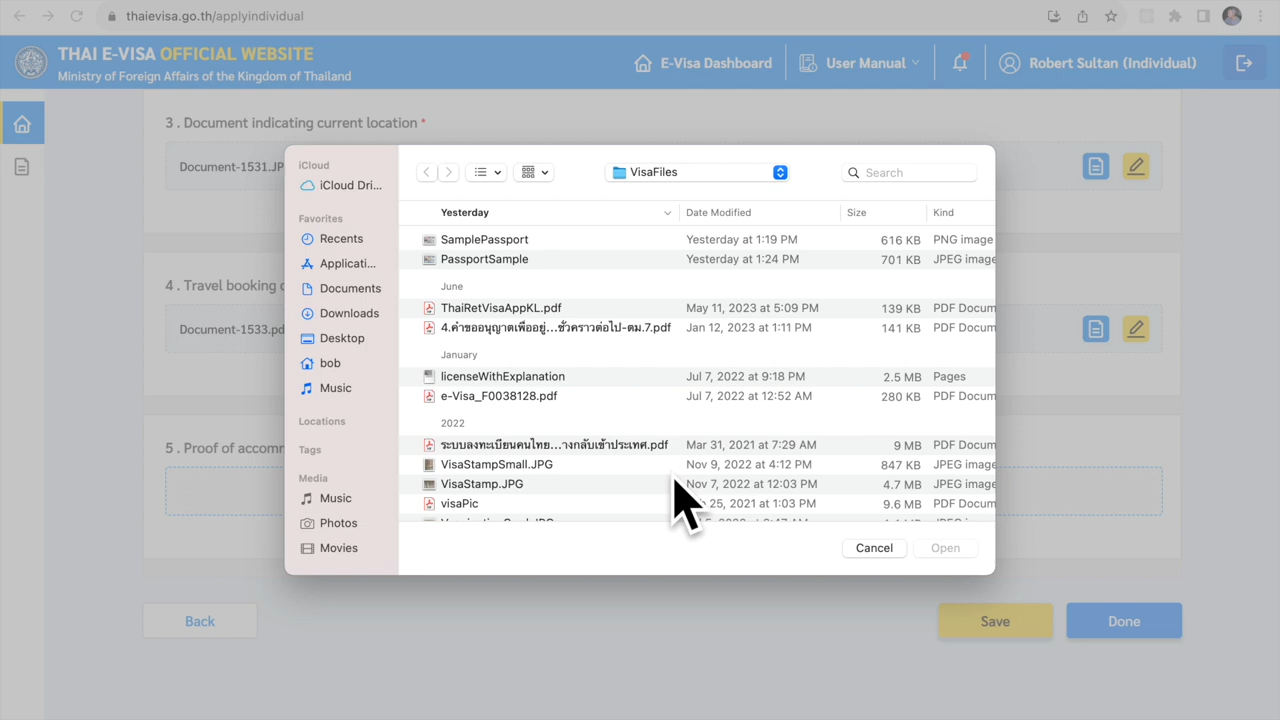 thaievisa.go.th/applyindividual
THAI E-VISA OFFICIAL WEBSITE
Ministry of Foreign Affairs of the Kingdom of Thailand
E-Visa Dashboard
User Manual
Robert Sultan (Individual)
3 . Document indicating current location *
Document-1531.JP
4 . Travel booking
Document-1533.pd
5 . Proof of accomm
iCloud
iCloud Dri...
Favorites
Recents
Applicati...
Documents
Downloads
Desktop
bob
Music
Locations
Tags
Media
Music
Photos
Movies
VisaFiles
Search
Yesterday Date Modified Size Kind
SamplePassport Yesterday at 1:19 PM 616 KB PNG image
PassportSample Yesterday at 1:24 PM 701 KB JPEG image
June
ThaiRetVisaAppKL.pdf May 11, 2023 at 5:09 PM 139 KB PDF Docum
4.คำขออนุญาตเพื่ออยู่...ชั่วคราวต่อไป-ตม.7.pdf Jan 12, 2023 at 1:11 PM 141 KB PDF Docum
January
licenseWithExplanation Jul 7, 2022 at 9:18 PM 2.5 MB Pages
e-Visa_F0038128.pdf Jul 7, 2022 at 12:52 AM 280 KB PDF Docum
2022
ระบบลงทะเบียนคนไทย...างกลับเข้าประเทศ.pdf Mar 31, 2021 at 7:29 AM 9 MB PDF Docum
VisaStampSmall.JPG Nov 9, 2022 at 4:12 PM 847 KB JPEG image
VisaStamp.JPG Nov 7, 2022 at 12:03 PM 4.7 MB JPEG image
visaPic 25, 2021 at 1:03 PM 9.6 MB PDF Docum
Cancel
Open
Back
Save
Done